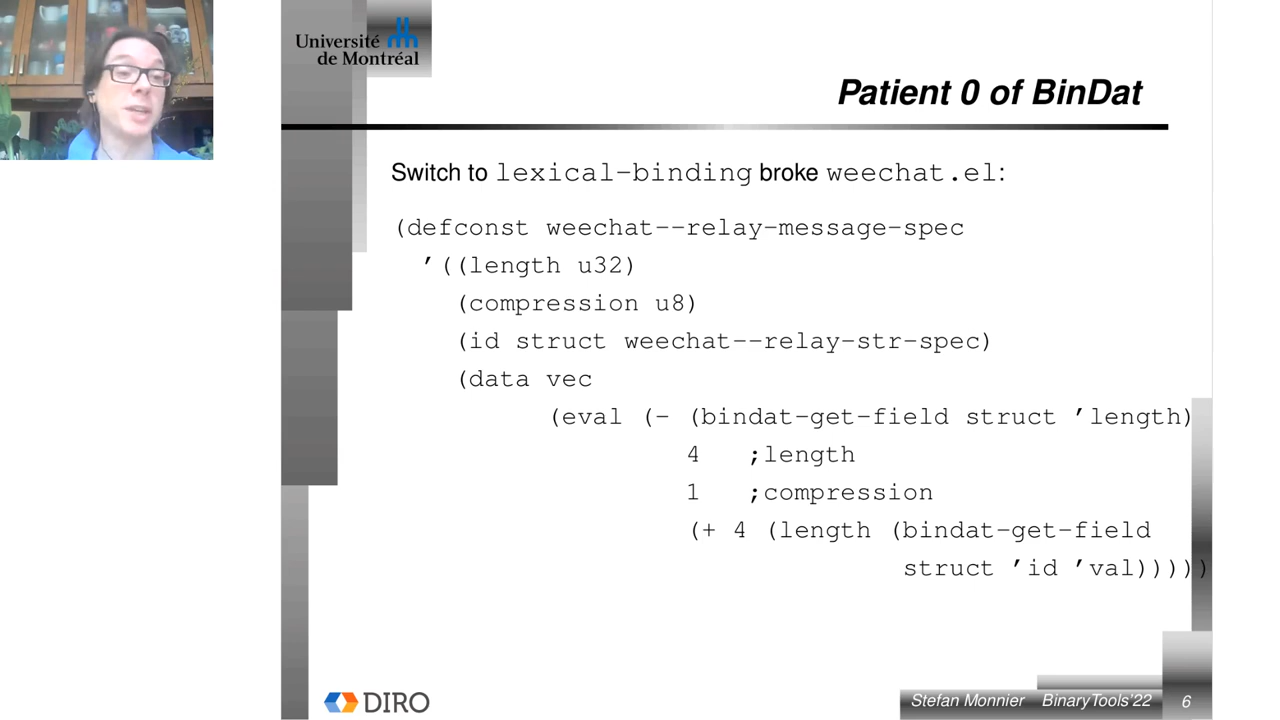 Université
de Montréal
Patient 0 of BinDat
Switch to lexical-binding broke weechat.el:
(defconst weechat--relay-message-spec
’((length u32)
(compression u8)
(id struct weechat--relay-str-spec)
(data vec
(eval (- (bindat-get-field struct ’length)
4 ;length
1 ;compression
(+ 4 (length (bindat-get-field
struct ’id ’val)))))
DIRO
Stefan Monnier BinaryTools’22 6